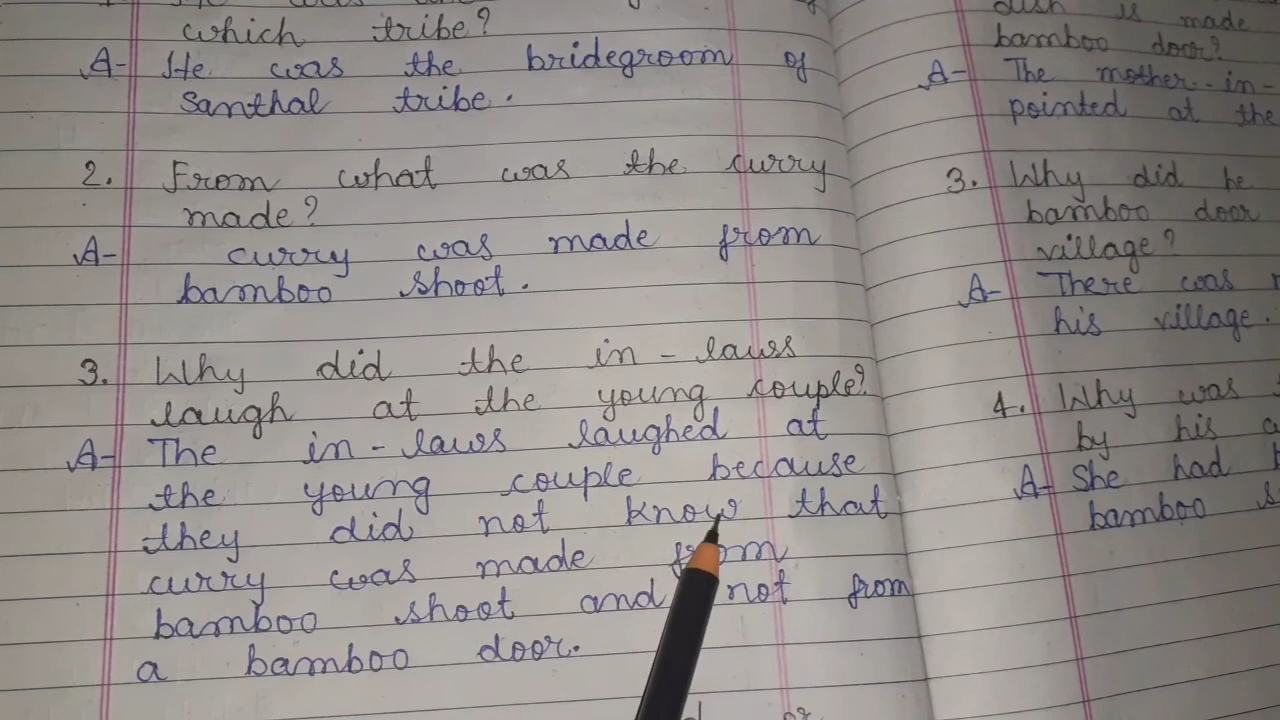 which tribe?
A- He was the bridegroom of
Santhal tribe.
2. From what was the curry
made?
A- curry was made from
bamboo shoot.
3. Why did the in-laws
laugh at the young couple?
A- The in-laws laughed at
the young couple because
they did not know that
curry was made from
bamboo shoot and not from
a bamboo door.
dish is made
bamboo door?
A- The mother-in-
pointed at the
3. Why did he
bamboo door
village?
A- There was
his village.
4. Why was
by his
A- She had
bamboo